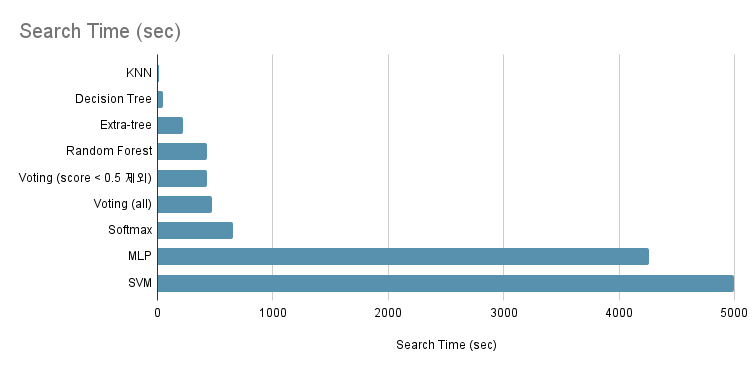 Search Time (sec)
KNN
Decision Tree
Extra-tree
Random Forest
Voting (score < 0.5 제외)
Voting (all)
Softmax
MLP
SVM
0 1000 2000 3000 4000 5000
Search Time (sec)